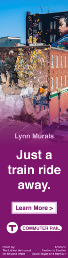 Lynn Murals
Just a
train ride
away.
Learn More >
T COMMUTER RAIL